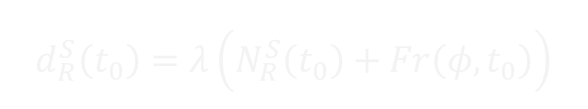 d_R^S(t_0) = λ(N_R^S(t_0) + Fr(ϕ, t_0))